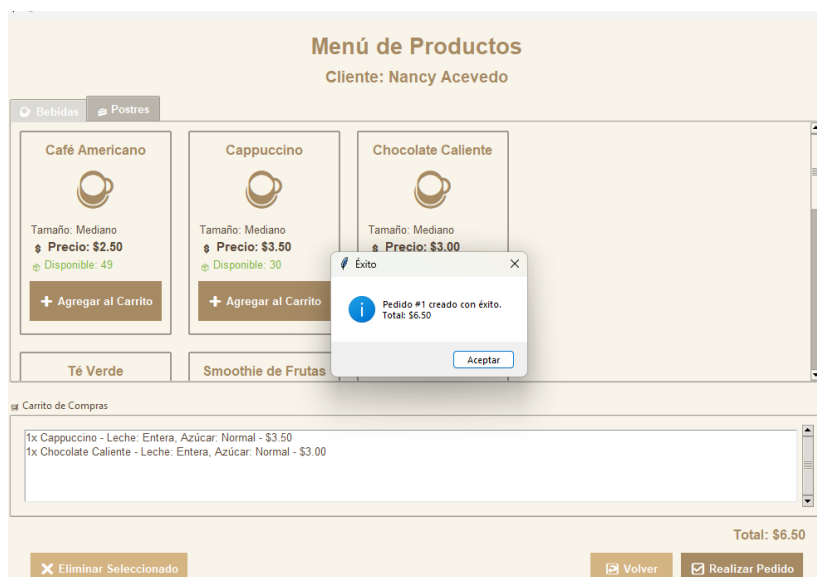 Menú de Productos
Cliente: Nancy Acevedo
Bebidas
Postres
Café Americano
Cappuccino
Chocolate Caliente
Tamaño: Mediano
Tamaño: Mediano
Tamaño: Mediano
Precio: $2.50
Precio: $3.50
Precio: $3.00
Disponible: 49
Disponible: 30
Agregar al Carrito
Agregar al Carrito
Éxito
Pedido #1 creado con éxito.
Total: $6.50
Aceptar
Té Verde
Smoothie de Frutas
Carrito de Compras
1x Cappuccino - Leche: Entera, Azúcar: Normal - $3.50
1x Chocolate Caliente - Leche: Entera, Azúcar: Normal - $3.00
Total: $6.50
Eliminar Seleccionado
Volver
Realizar Pedido